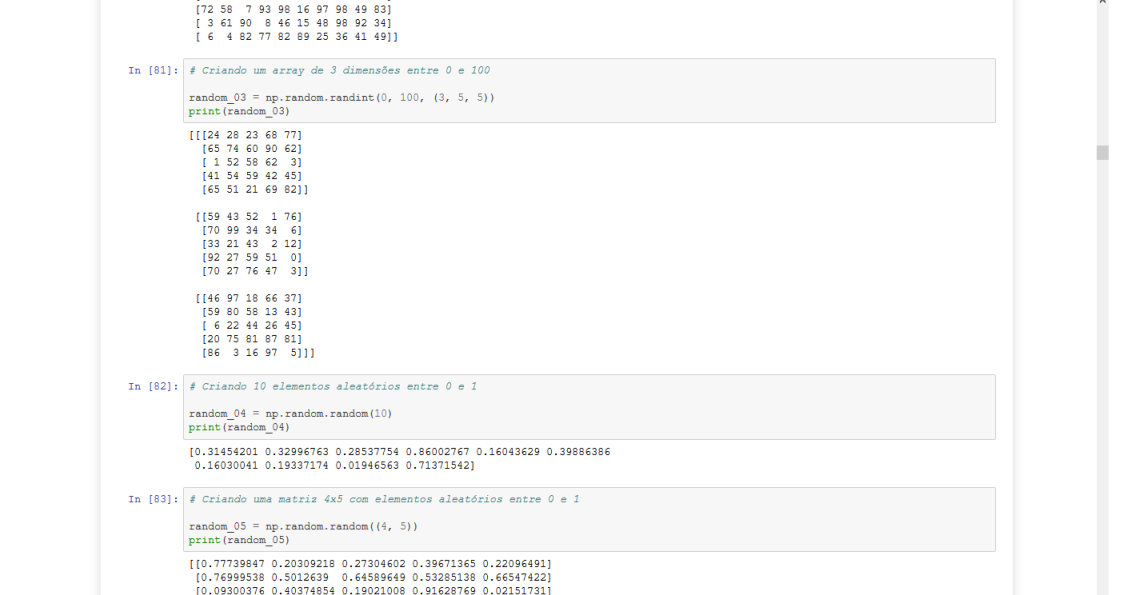 [72 58  7 93 98 16 97 98 49 83]
[ 3 61 90  8 46 15 48 98 92 34]
[ 6  4 82 77 82 89 25 36 41 49]]
In [81]: # Criando um array de 3 dimensões entre 0 e 100
random_03 = np.random.randint(0, 100, (3, 5, 5))
print(random_03)
[[[24 28 23 68 77]
[65 74 60 90 62]
[ 1 52 58 62  3]
[41 54 59 42 45]
[65 51 21 69 82]]
[[59 43 52  1 76]
[70 99 34 34  6]
[33 21 43  2 12]
[92 27 59 51  0]
[70 27 76 47  3]]
[[46 97 18 66 37]
[59 80 58 13 43]
[ 6 22 44 26 45]
[20 75 81 87 81]
[86  3 16 97  5]]]
In [82]: # Criando 10 elementos aleatórios entre 0 e 1
random_04 = np.random.random(10)
print(random_04)
[0.31454201 0.32996763 0.28537754 0.86002767 0.16043629 0.39886386
0.16030041 0.19337174 0.01946563 0.71371542]
In [83]: # Criando uma matriz 4x5 com elementos aleatórios entre 0 e 1
random_05 = np.random.random((4, 5))
print(random_05)
[[0.77739847 0.20309218 0.27304602 0.39671365 0.22096491]
[0.76999538 0.5012639  0.64589649 0.53285138 0.66547422]
[0.09300376 0.40374854 0.19021008 0.91628769 0.02151731]